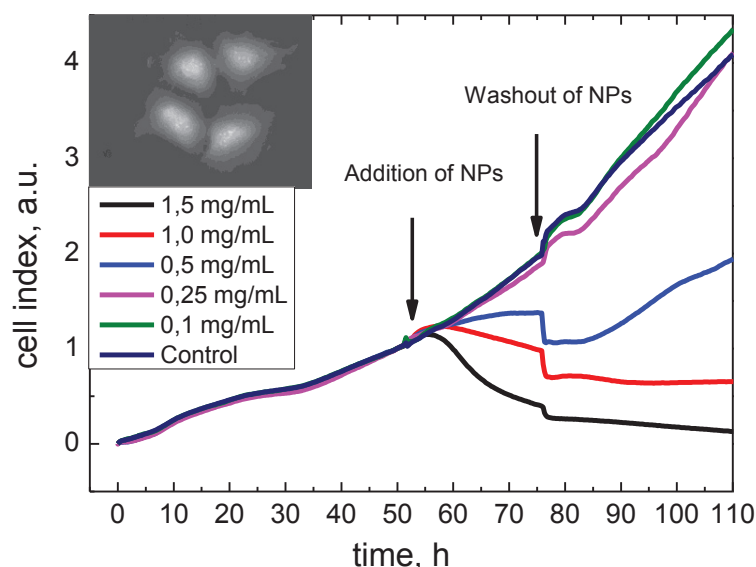 4
3
2
1
0
cell index, a.u.
Washout of NPs
Addition of NPs
1,5 mg/mL
1,0 mg/mL
0,5 mg/mL
0,25 mg/mL
0,1 mg/mL
Control
0 10 20 30 40 50 60 70 80 90 100 110
time, h